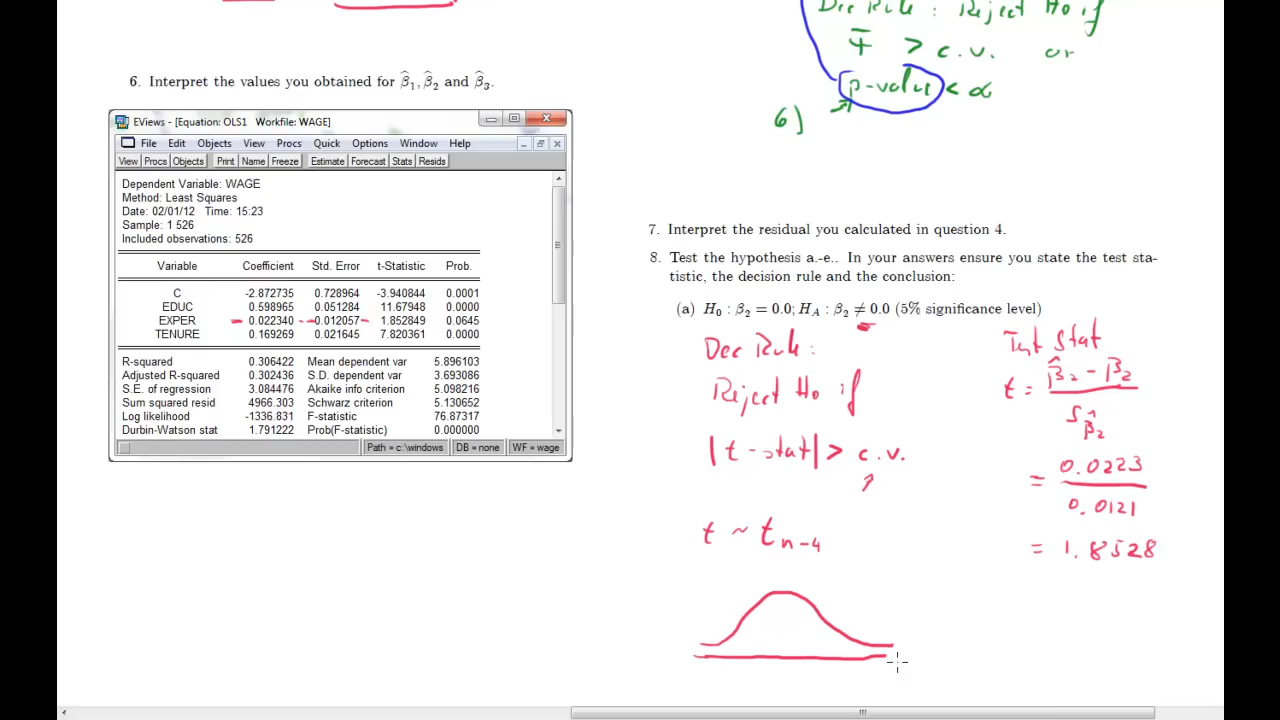 Dec Rule : Reject Ho if
F > c.v. or
p-value < α
6)
6. Interpret the values you obtained for β̂1, β̂2 and β̂3.
EViews - [Equation: OLS1 Workfile: WAGE]
File Edit Objects View Procs Quick Options Window Help
View Procs Objects Print Name Freeze Estimate Forecast Stats Resids
Dependent Variable: WAGE
Method: Least Squares
Date: 02/01/12 Time: 15:23
Sample: 1 526
Included observations: 526
Variable Coefficient Std. Error t-Statistic Prob.
C -2.872735 0.728964 -3.940844 0.0001
EDUC 0.598965 0.051284 11.67948 0.0000
EXPER 0.022340 0.012057 1.852849 0.0645
TENURE 0.169269 0.021645 7.820361 0.0000
R-squared 0.306422 Mean dependent var 5.896103
Adjusted R-squared 0.302436 S.D. dependent var 3.693086
S.E. of regression 3.084476 Akaike info criterion 5.098216
Sum squared resid 4966.303 Schwarz criterion 5.130652
Log likelihood -1336.831 F-statistic 76.87317
Durbin-Watson stat 1.791222 Prob(F-statistic) 0.000000
Path = c:\windows DB = none WF = wage
7. Interpret the residual you calculated in question 4.
8. Test the hypothesis a.-e.. In your answers ensure you state the test sta-
tistic, the decision rule and the conclusion:
(a) H0 : β2 = 0.0; HA : β2 ≠ 0.0 (5% significance level)
Dec Rule :
Reject Ho if
|t-stat| > c.v.
t ~ tn-4
Test Stat
t = β̂2 - β2
Sβ̂2
= 0.0223
0.0121
= 1.8528